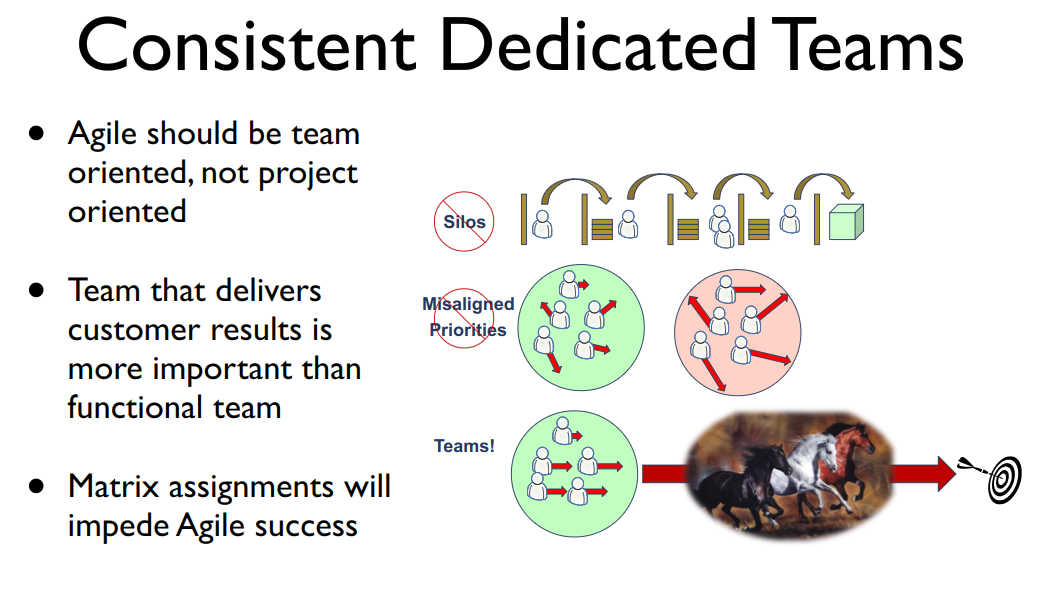 Consistent Dedicated Teams
• Agile should be team
oriented, not project
oriented
• Team that delivers
customer results is
more important than
functional team
• Matrix assignments will
impede Agile success
Silos
Misaligned
Priorities
Teams!